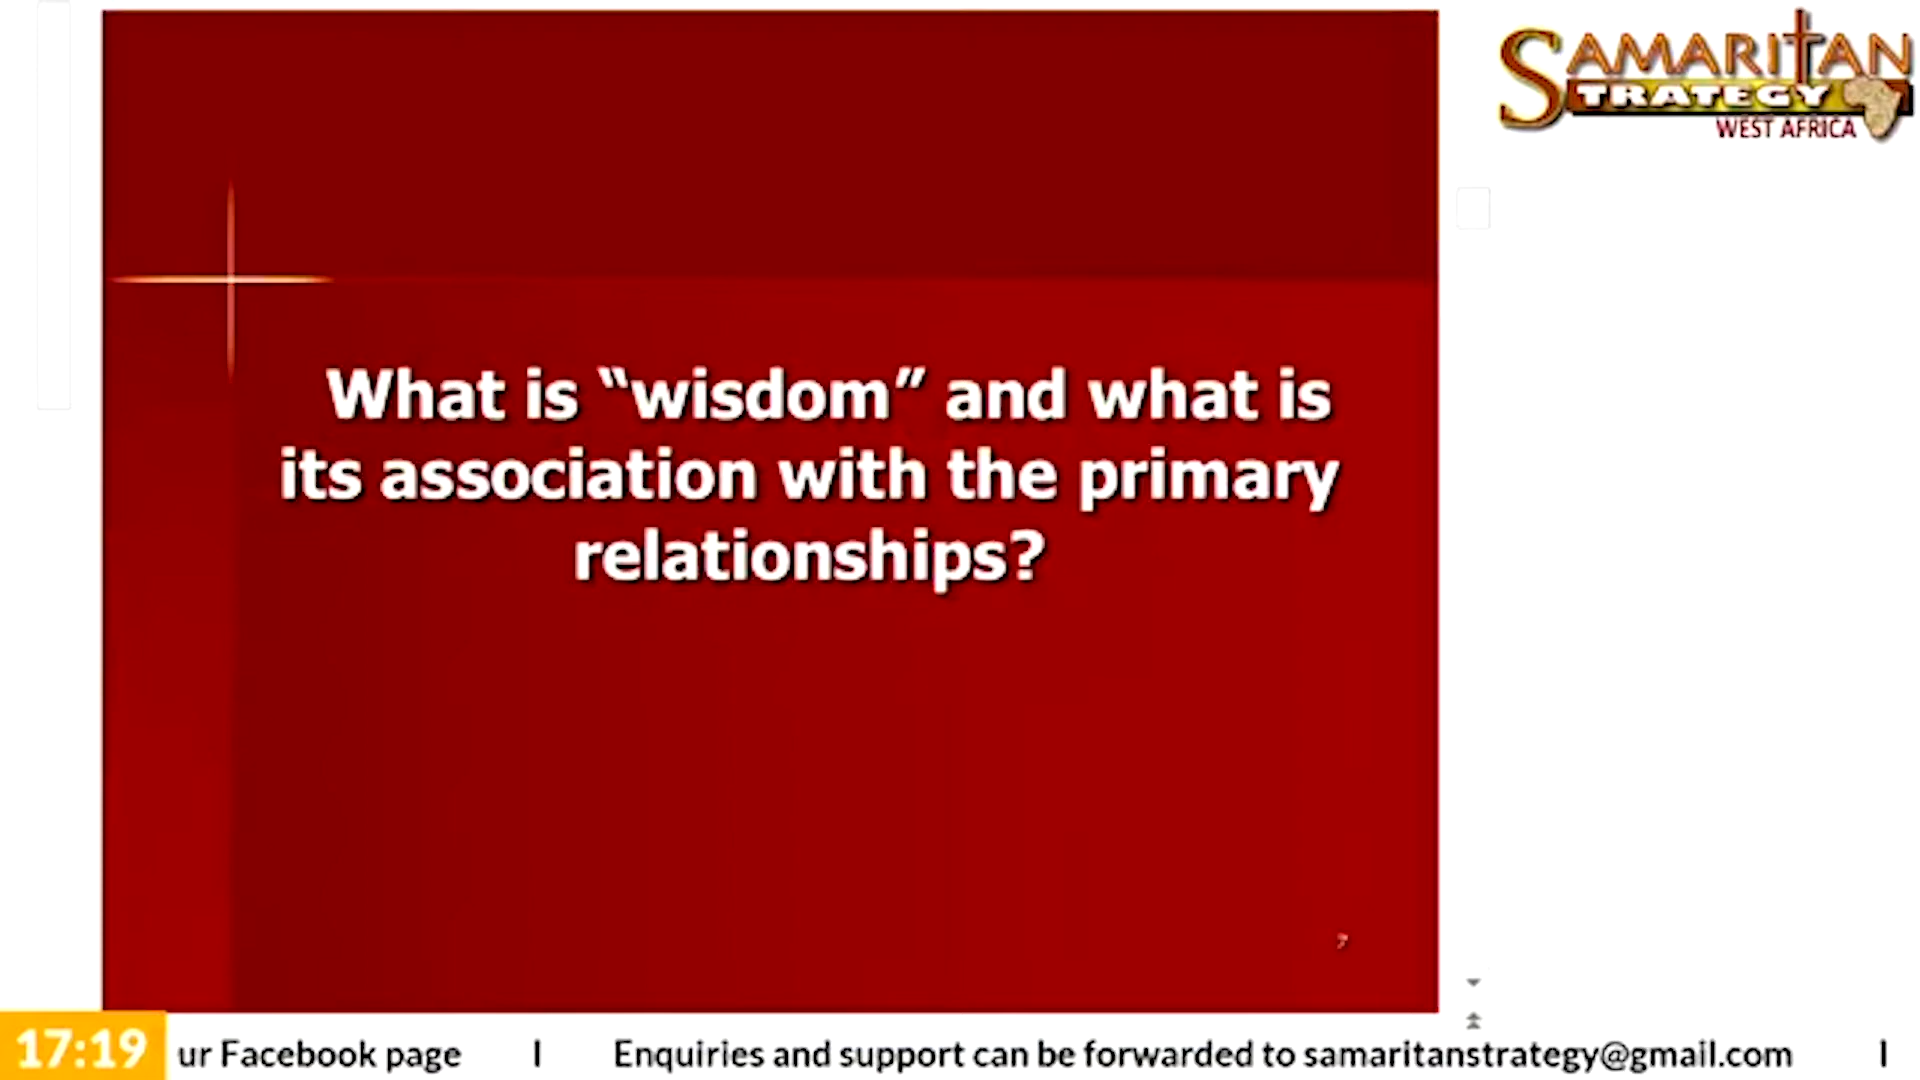 SAMARITAN
STRATEGY
WEST AFRICA
What is “wisdom” and what is
its association with the primary
relationships?
7
17:19
ur Facebook page | Enquiries and support can be forwarded to samaritanstrategy@gmail.com |